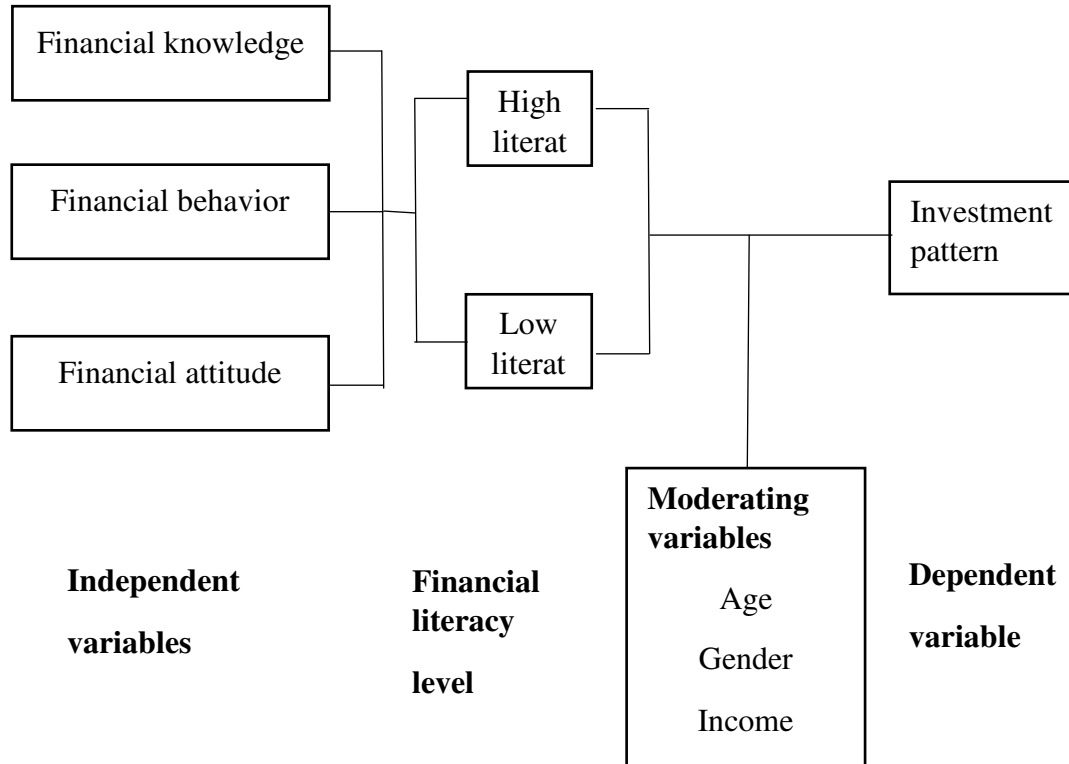 Financial knowledge
Financial behavior
Financial attitude
High
literat
Low
literat
Investment
pattern
Moderating
variables
Age
Gender
Income
Independent
variables
Financial
literacy
level
Dependent
variable